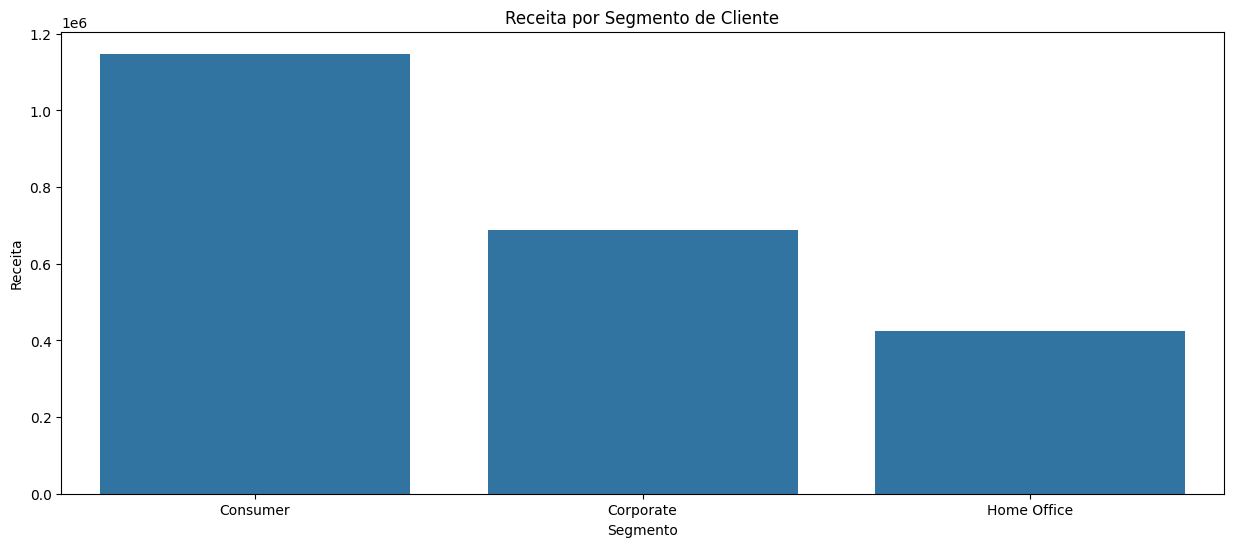 Receita por Segmento de Cliente
1e6
1.2
1.0
0.8
0.6
0.4
0.2
0.0
Receita
Consumer
Corporate
Home Office
Segmento